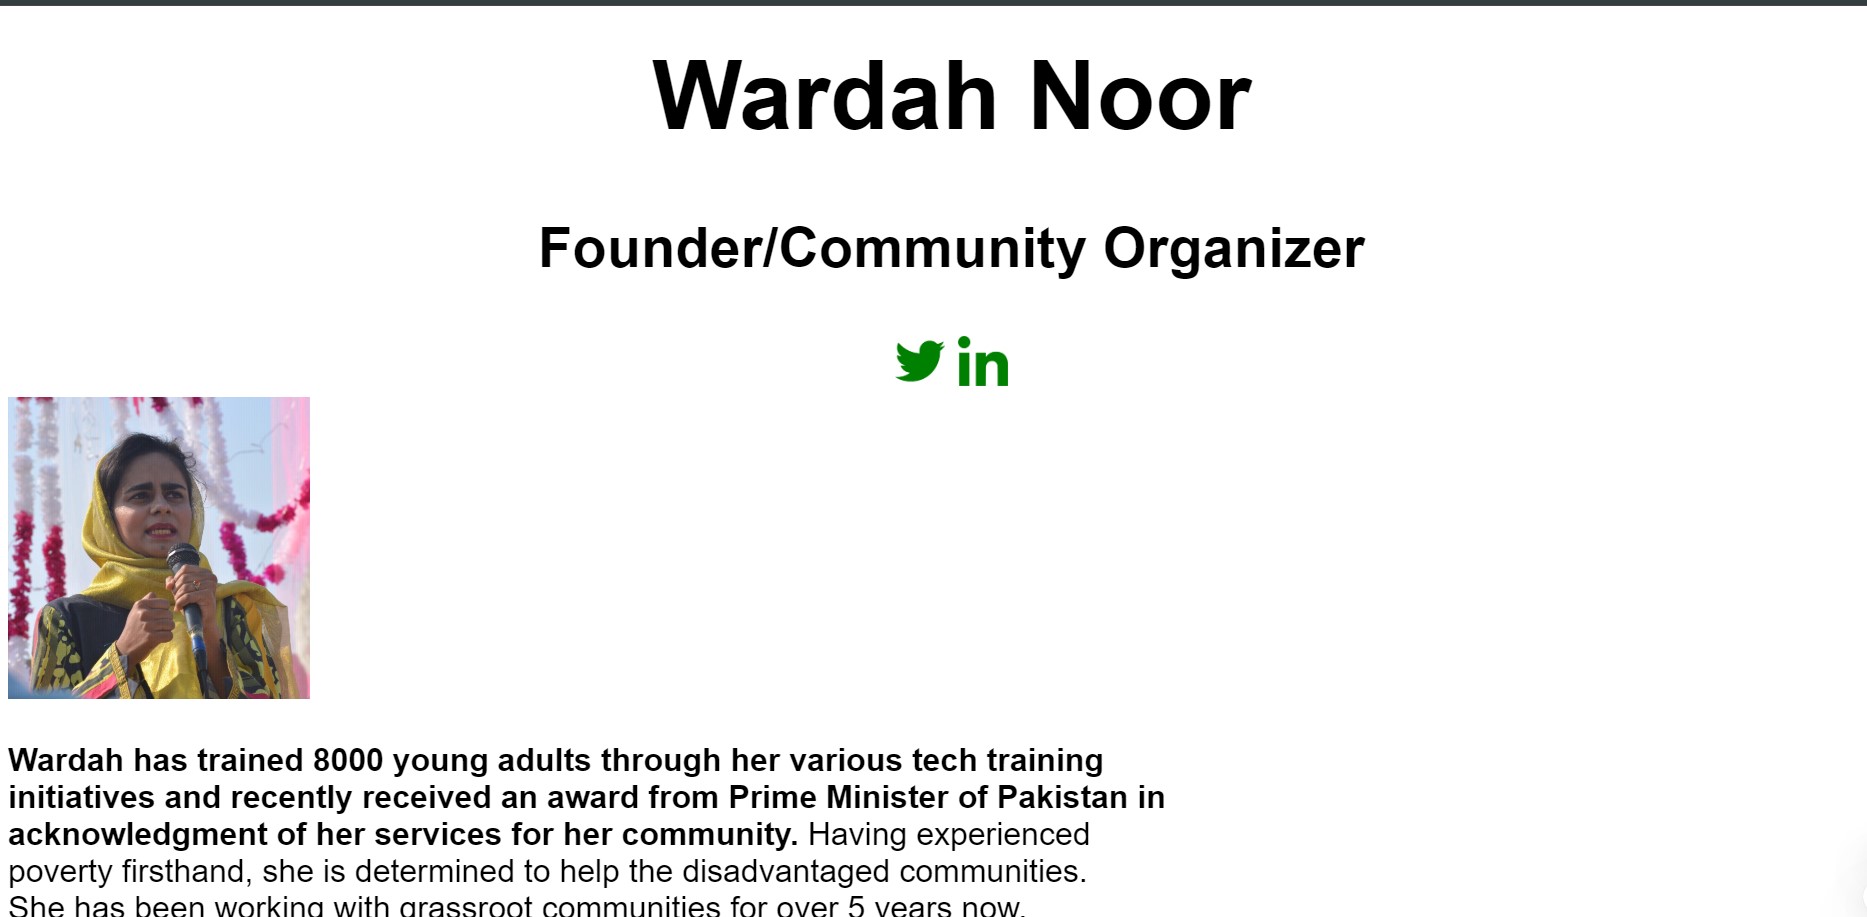 Wardah Noor
Founder/Community Organizer
in
Wardah has trained 8000 young adults through her various tech training
initiatives and recently received an award from Prime Minister of Pakistan in
acknowledgment of her services for her community. Having experienced
poverty firsthand, she is determined to help the disadvantaged communities.
She has been working with grassroot communities for over 5 years now.